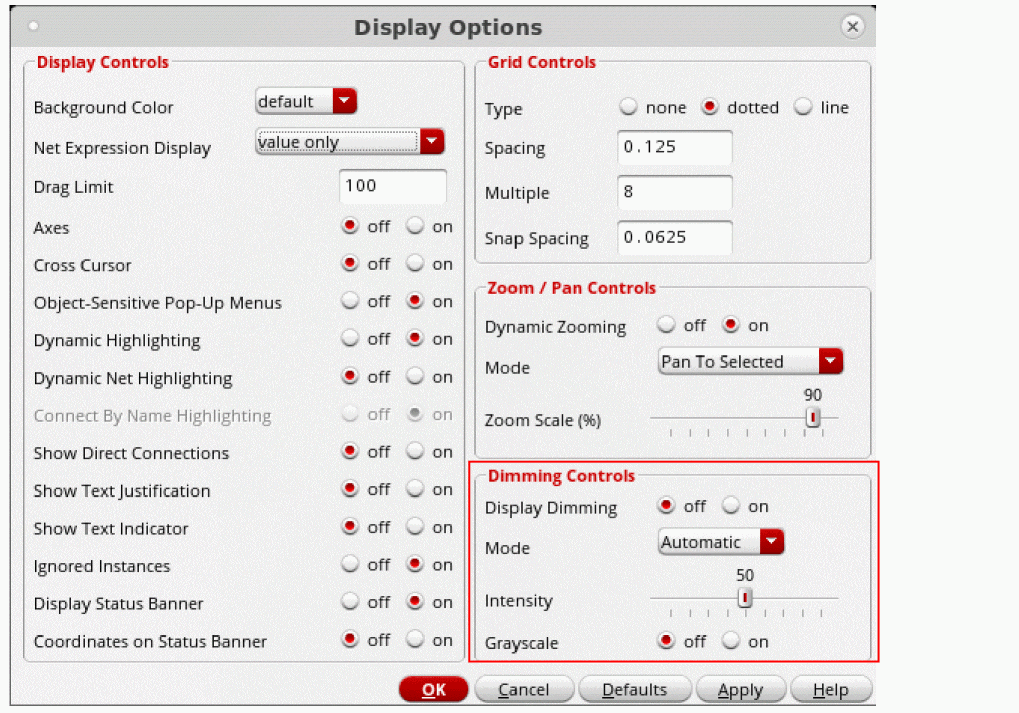 Display Options
Display Controls
Background Color default
Net Expression Display value only
Drag Limit 100
Axes off on
Cross Cursor off on
Object-Sensitive Pop-Up Menus off on
Dynamic Highlighting off on
Dynamic Net Highlighting off on
Connect By Name Highlighting off on
Show Direct Connections off on
Show Text Justification off on
Show Text Indicator off on
Ignored Instances off on
Display Status Banner off on
Coordinates on Status Banner off on
Grid Controls
Type none dotted line
Spacing 0.125
Multiple 8
Snap Spacing 0.0625
Zoom / Pan Controls
Dynamic Zooming off on
Mode Pan To Selected
90
Zoom Scale (%)
Dimming Controls
Display Dimming off on
Mode Automatic
50
Intensity
Grayscale off on
OK Cancel Defaults Apply Help